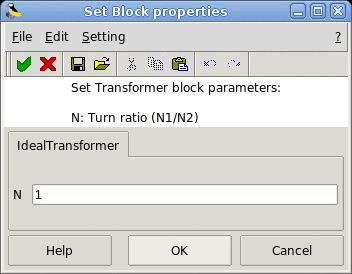 Set Block properties
File Edit Setting ?
Set Transformer block parameters:
N: Turn ratio (N1/N2)
IdealTransformer
N 1
Help OK Cancel